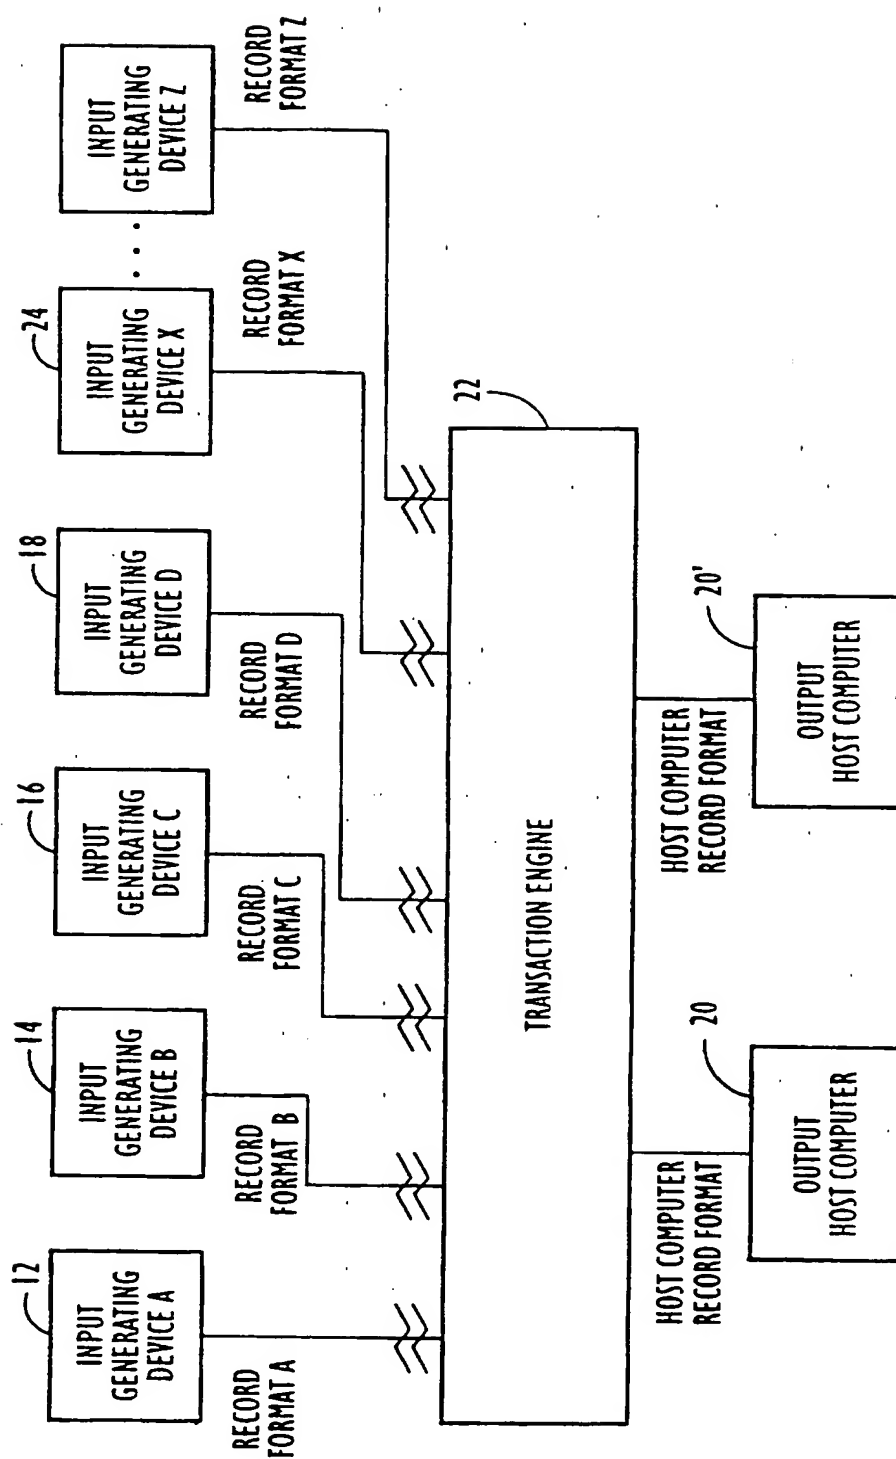 12
INPUT
GENERATING
DEVICE A
RECORD
FORMAT A
14
INPUT
GENERATING
DEVICE B
RECORD
FORMAT B
16
INPUT
GENERATING
DEVICE C
RECORD
FORMAT C
18
INPUT
GENERATING
DEVICE D
RECORD
FORMAT D
24
INPUT
GENERATING
DEVICE X
RECORD
FORMAT X
. . .
INPUT
GENERATING
DEVICE Z
RECORD
FORMAT Z
22
TRANSACTION ENGINE
HOST COMPUTER
RECORD FORMAT
20
OUTPUT
HOST COMPUTER
HOST COMPUTER
RECORD FORMAT
20'
OUTPUT
HOST COMPUTER